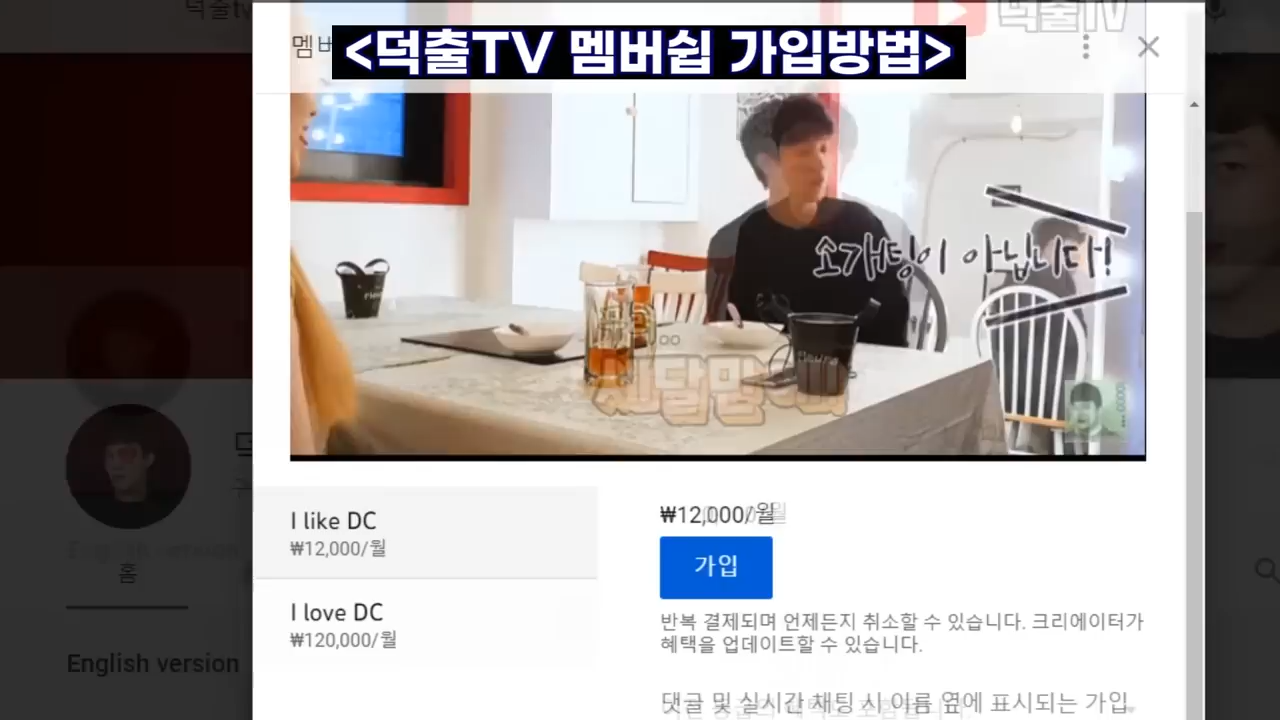 덕출TV
<덕출TV 멤버쉽 가입방법>
소개팅이 아닙니다!
I like DC
₩12,000/월
I love DC
₩120,000/월
₩12,000/월
가입
반복 결제되며 언제든지 취소할 수 있습니다. 크리에이터가
혜택을 업데이트할 수 있습니다.
댓글 및 실시간 채팅 시 이름 옆에 표시되는 가입
홈
English version